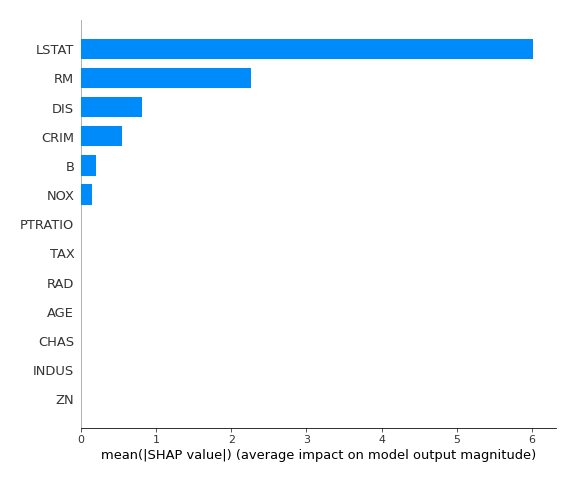 LSTAT
RM
DIS
CRIM
B
NOX
PTRATIO
TAX
RAD
AGE
CHAS
INDUS
ZN
0 1 2 3 4 5 6
mean(|SHAP value|) (average impact on model output magnitude)